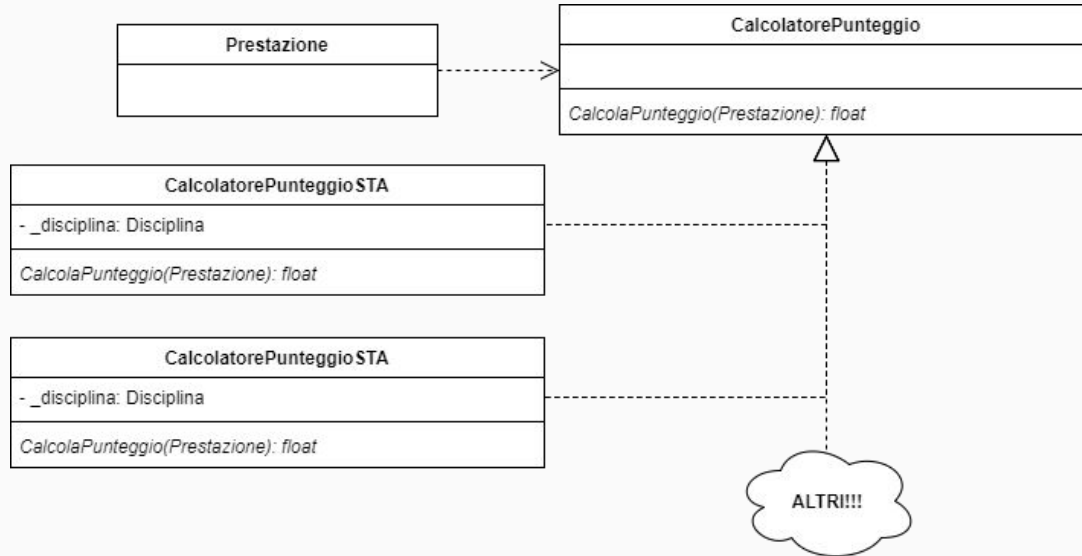 CalcolatorePunteggio
Prestazione
CalcolaPunteggio(Prestazione): float
CalcolatorePunteggioSTA
- _disciplina: Disciplina
CalcolaPunteggio(Prestazione): float
CalcolatorePunteggioSTA
- _disciplina: Disciplina
CalcolaPunteggio(Prestazione): float
ALTRI!!!